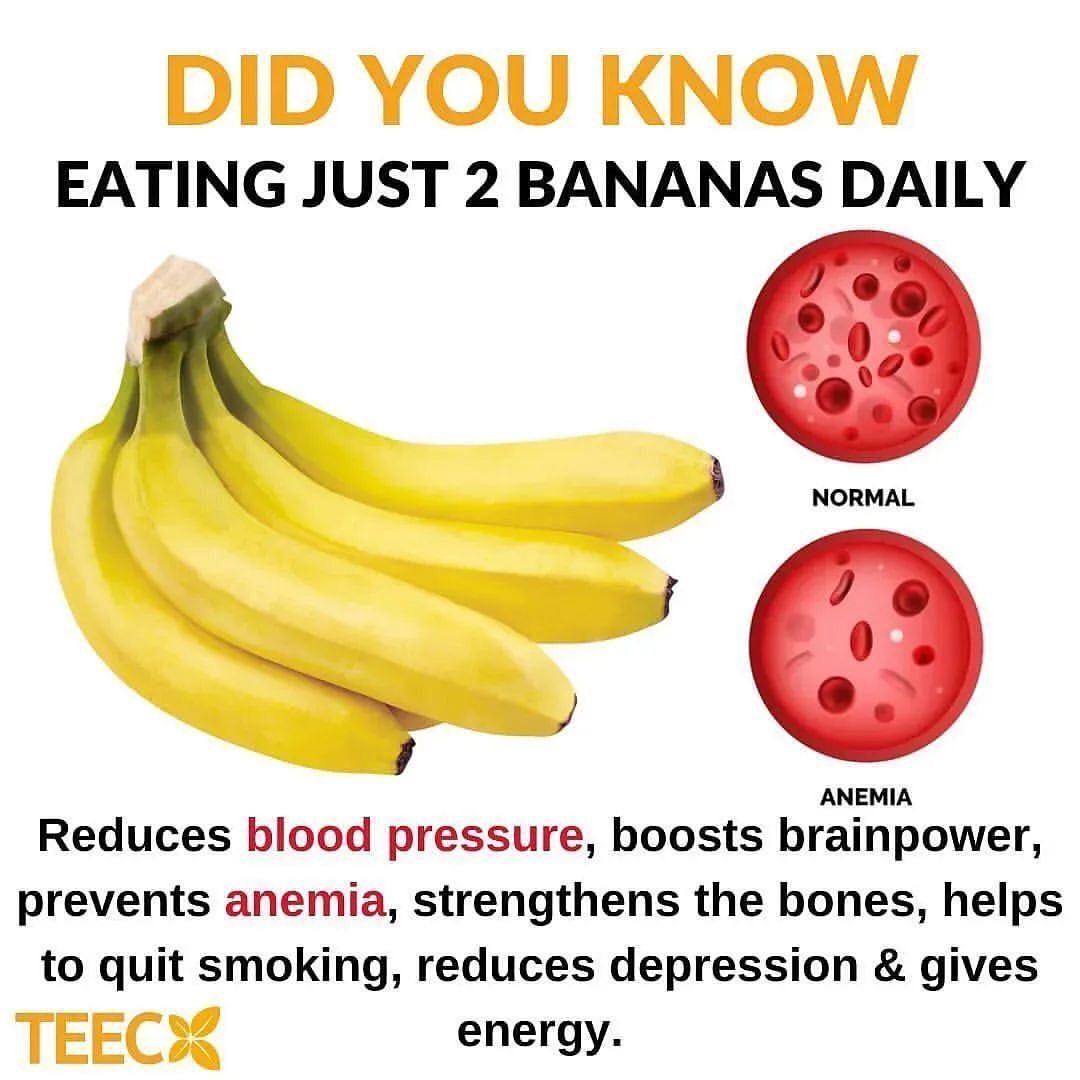 DID YOU KNOW
EATING JUST 2 BANANAS DAILY
NORMAL
ANEMIA
Reduces blood pressure, boosts brainpower,
prevents anemia, strengthens the bones, helps
to quit smoking, reduces depression & gives
energy.
TEECX